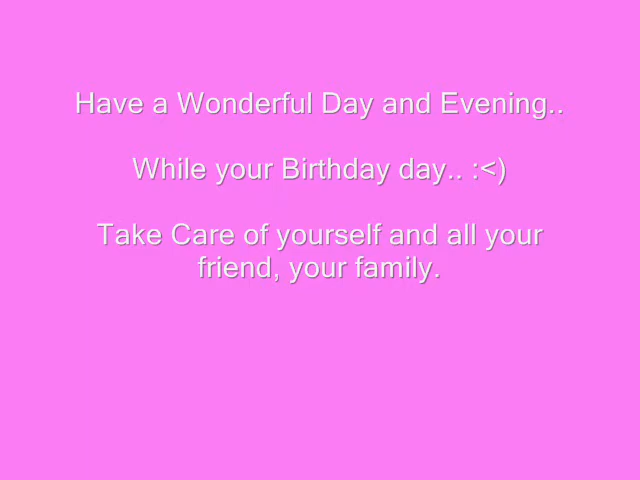 Have a Wonderful Day and Evening..
While your Birthday day.. :<)
Take Care of yourself and all your
friend, your family.